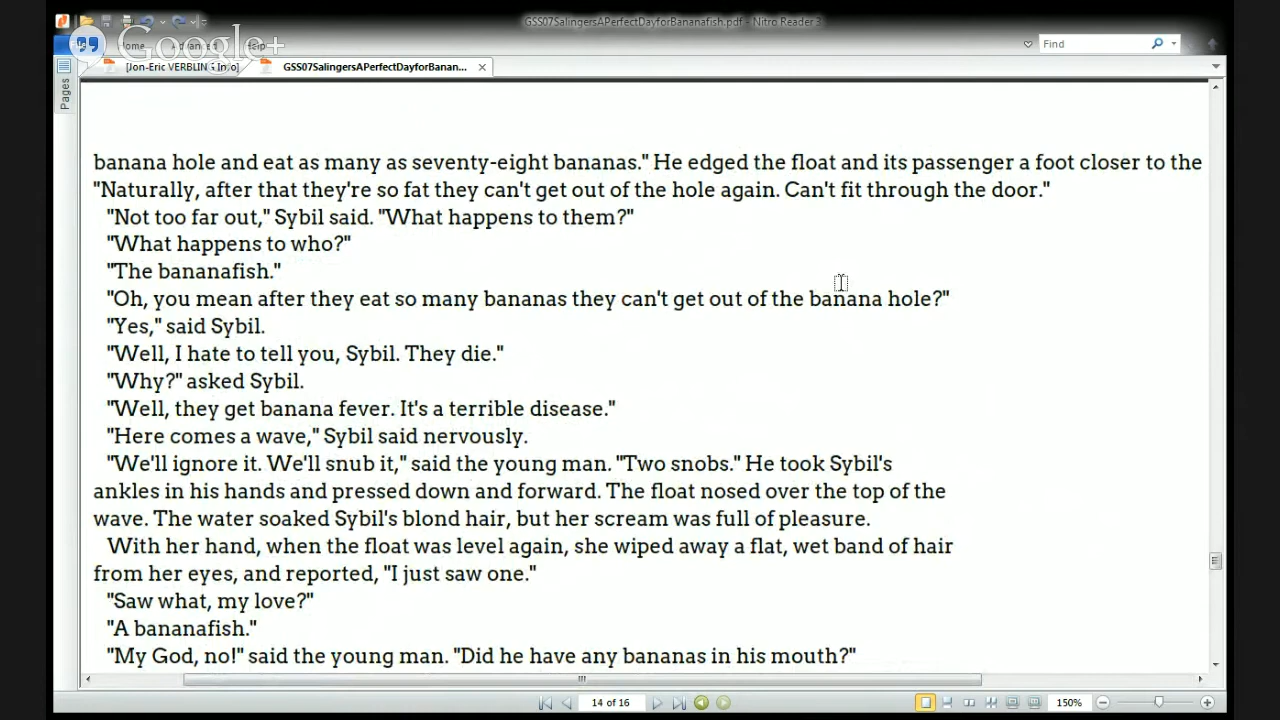 GSS07SalingersAPerfectDayforBananafish.pdf - Nitro Reader 3
Google+
Home Advanced Help
Find
[Jon-Eric VERBLING Info] GSS07SalingersAPerfectDayforBanan...
Pages
banana hole and eat as many as seventy-eight bananas." He edged the float and its passenger a foot closer to the
"Naturally, after that they're so fat they can't get out of the hole again. Can't fit through the door."
"Not too far out," Sybil said. "What happens to them?"
"What happens to who?"
"The bananafish."
"Oh, you mean after they eat so many bananas they can't get out of the banana hole?"
"Yes," said Sybil.
"Well, I hate to tell you, Sybil. They die."
"Why?" asked Sybil.
"Well, they get banana fever. It's a terrible disease."
"Here comes a wave," Sybil said nervously.
"We'll ignore it. We'll snub it," said the young man. "Two snobs." He took Sybil's
ankles in his hands and pressed down and forward. The float nosed over the top of the
wave. The water soaked Sybil's blond hair, but her scream was full of pleasure.
With her hand, when the float was level again, she wiped away a flat, wet band of hair
from her eyes, and reported, "I just saw one."
"Saw what, my love?"
"A bananafish."
"My God, no!" said the young man. "Did he have any bananas in his mouth?"
14 of 16
150%